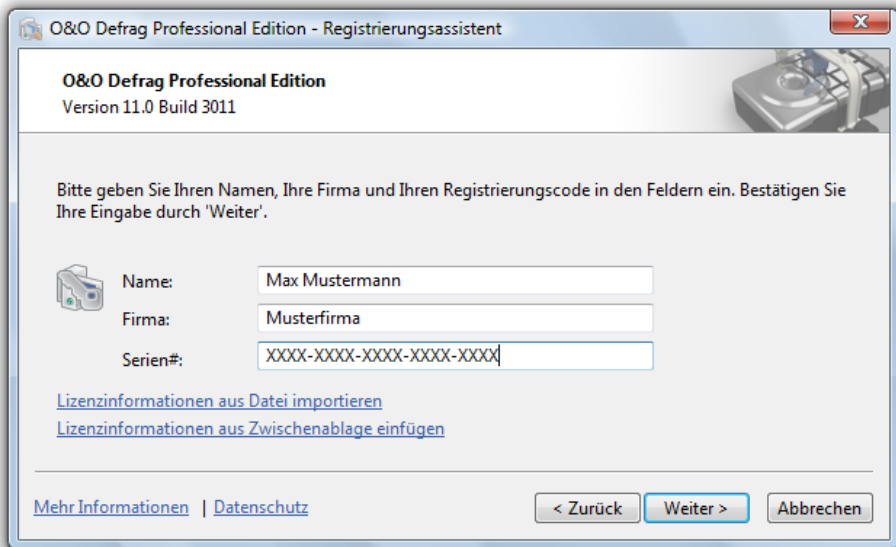 O&O Defrag Professional Edition - Registrierungsassistent
O&O Defrag Professional Edition
Version 11.0 Build 3011
Bitte geben Sie Ihren Namen, Ihre Firma und Ihren Registrierungscode in den Feldern ein. Bestätigen Sie
Ihre Eingabe durch 'Weiter'.
Name: Max Mustermann
Firma: Musterfirma
Serien#: XXXX-XXXX-XXXX-XXXX-XXXX
Lizenzinformationen aus Datei importieren
Lizenzinformationen aus Zwischenablage einfügen
Mehr Informationen | Datenschutz < Zurück Weiter > Abbrechen